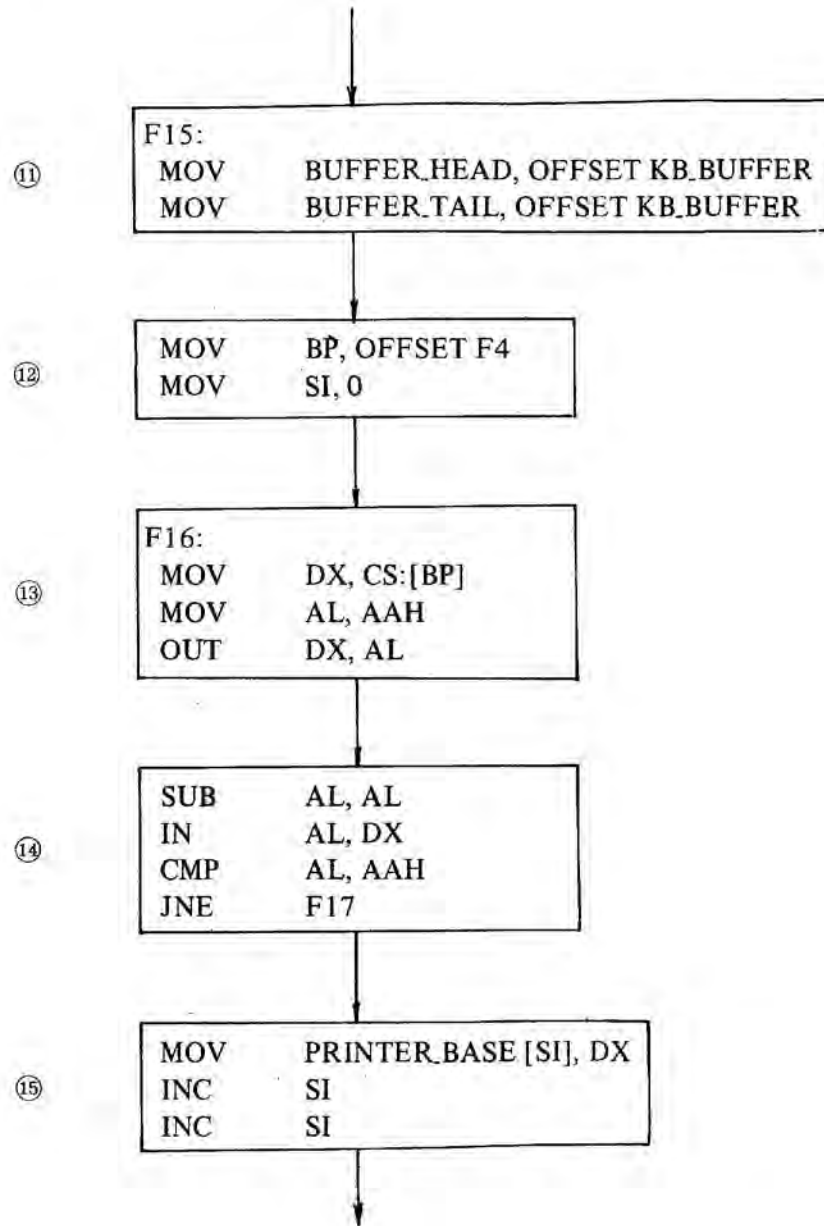 ⑪
F15:
MOV BUFFER_HEAD, OFFSET KB_BUFFER
MOV BUFFER_TAIL, OFFSET KB_BUFFER
⑫
MOV BP, OFFSET F4
MOV SI, 0
⑬
F16:
MOV DX, CS:[BP]
MOV AL, AAH
OUT DX, AL
⑭
SUB AL, AL
IN AL, DX
CMP AL, AAH
JNE F17
⑮
MOV PRINTER_BASE [SI], DX
INC SI
INC SI